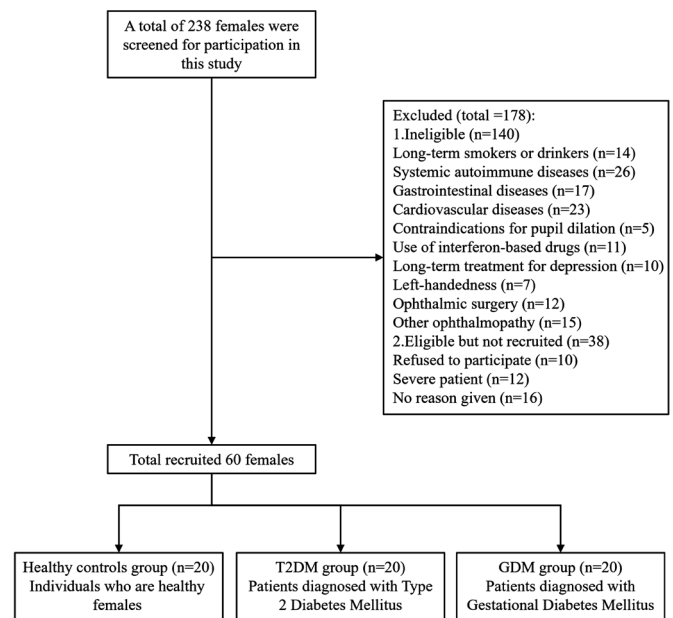 A total of 238 females were
screened for participation in
this study
Excluded (total =178):
1.Ineligible (n=140)
Long-term smokers or drinkers (n=14)
Systemic autoimmune diseases (n=26)
Gastrointestinal diseases (n=17)
Cardiovascular diseases (n=23)
Contraindications for pupil dilation (n=5)
Use of interferon-based drugs (n=11)
Long-term treatment for depression (n=10)
Left-handedness (n=7)
Ophthalmic surgery (n=12)
Other ophthalmopathy (n=15)
2.Eligible but not recruited (n=38)
Refused to participate (n=10)
Severe patient (n=12)
No reason given (n=16)
Total recruited 60 females
Healthy controls group (n=20)
Individuals who are healthy
females
T2DM group (n=20)
Patients diagnosed with Type
2 Diabetes Mellitus
GDM group (n=20)
Patients diagnosed with
Gestational Diabetes Mellitus